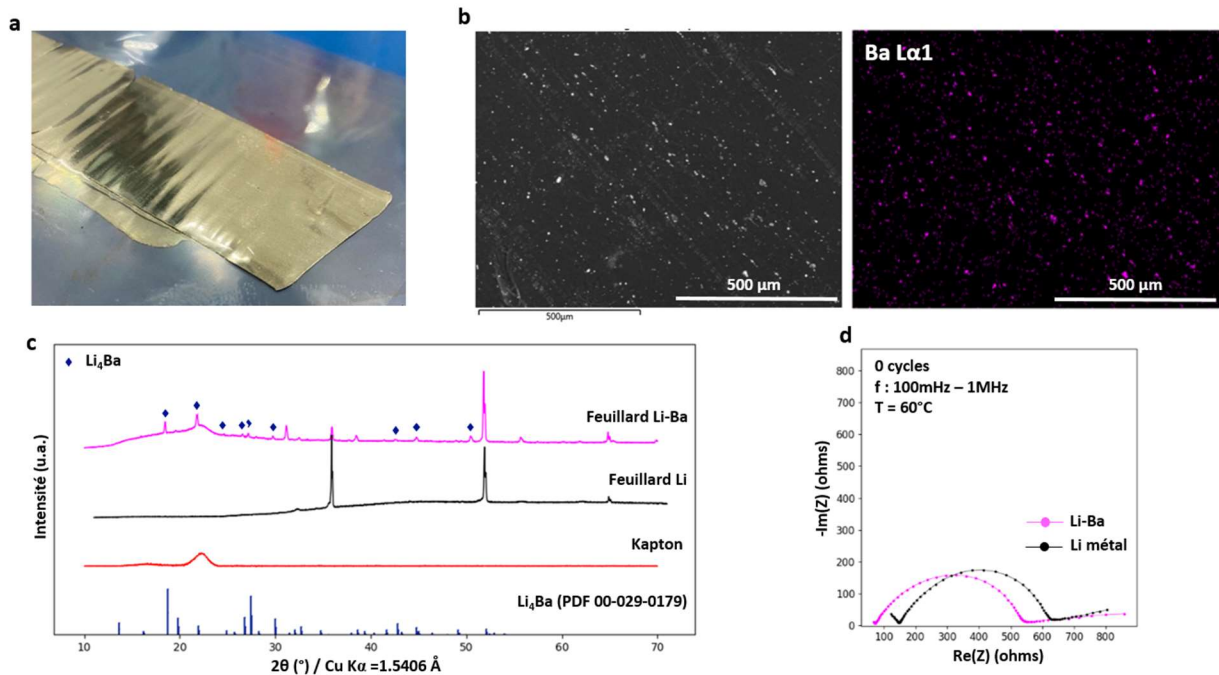 a
b
Ba Lα1
500 µm
500µm
500 µm
c
Li₄Ba
Feuillard Li-Ba
Feuillard Li
Kapton
Li₄Ba (PDF 00-029-0179)
Intensité (u.a.)
10 20 30 40 50 60 70
2θ (°) / Cu Kα =1.5406 Å
d
0 cycles
f : 100mHz – 1MHz
T = 60°C
Li-Ba
Li métal
800
700
600
500
400
300
200
100
0
-Im(Z) (ohms)
100 200 300 400 500 600 700 800
Re(Z) (ohms)